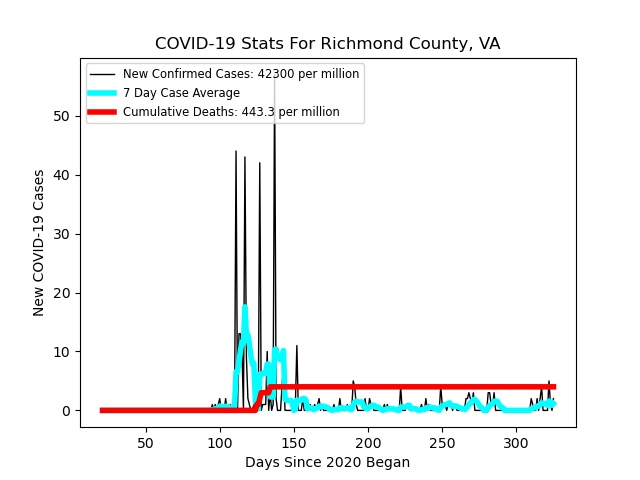 COVID-19 Stats For Richmond County, VA
New Confirmed Cases: 42300 per million
7 Day Case Average
Cumulative Deaths: 443.3 per million
New COVID-19 Cases
50
40
30
20
10
0
50 100 150 200 250 300
Days Since 2020 Began